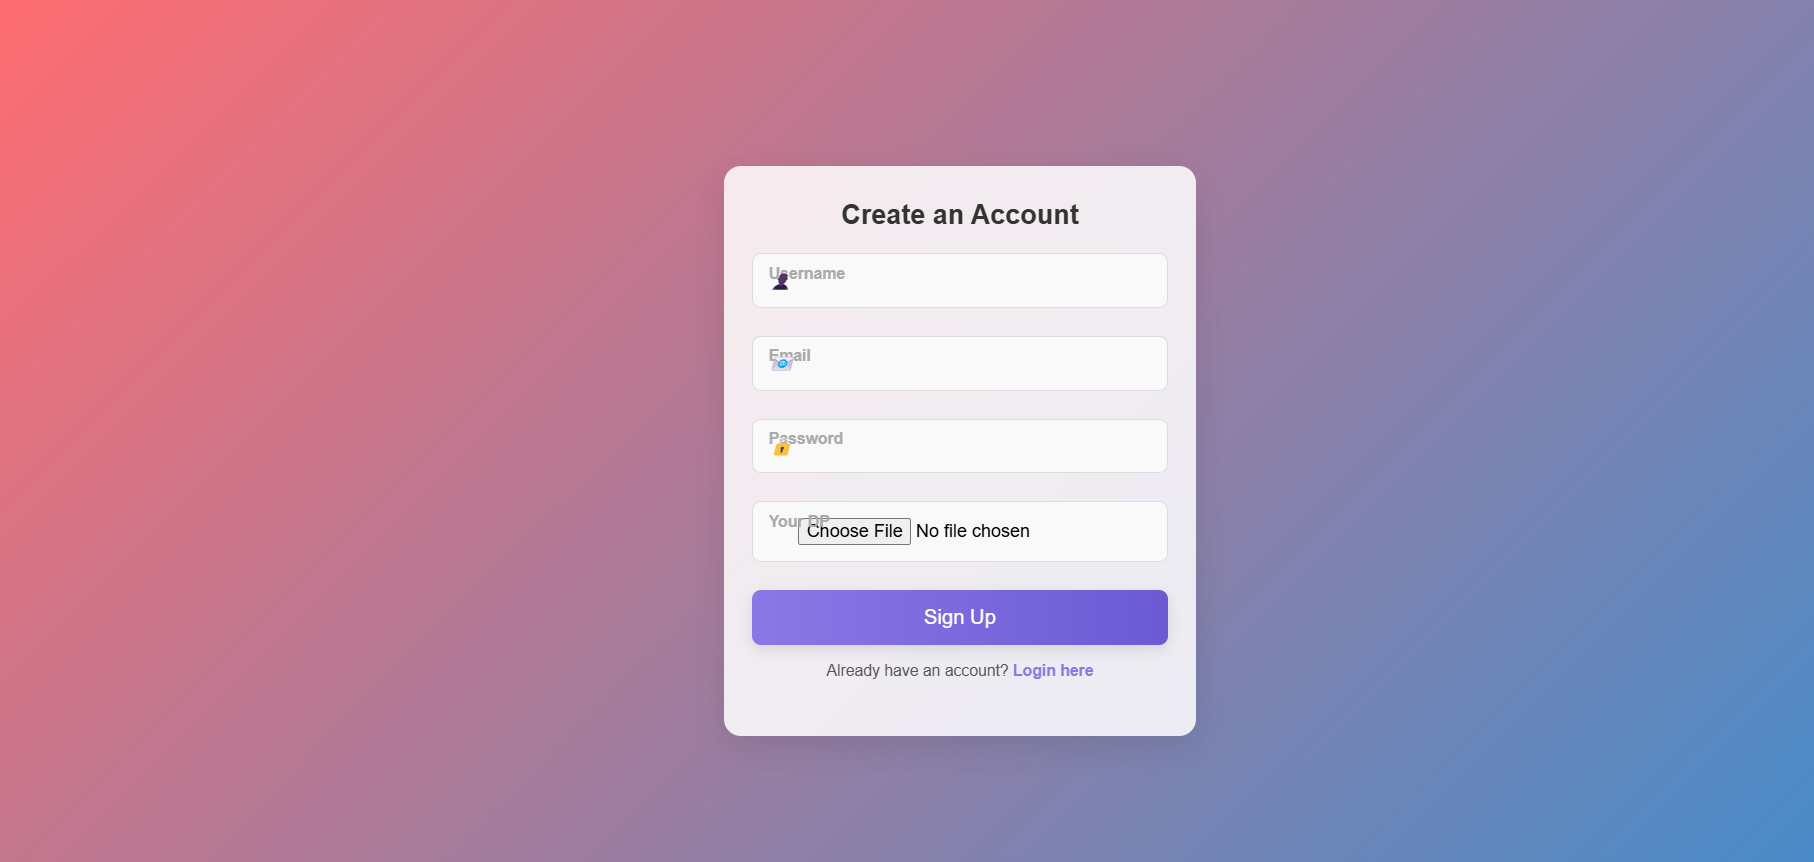 Create an Account
Username
Email
Password
Your DP
Choose File No file chosen
Sign Up
Already have an account? Login here